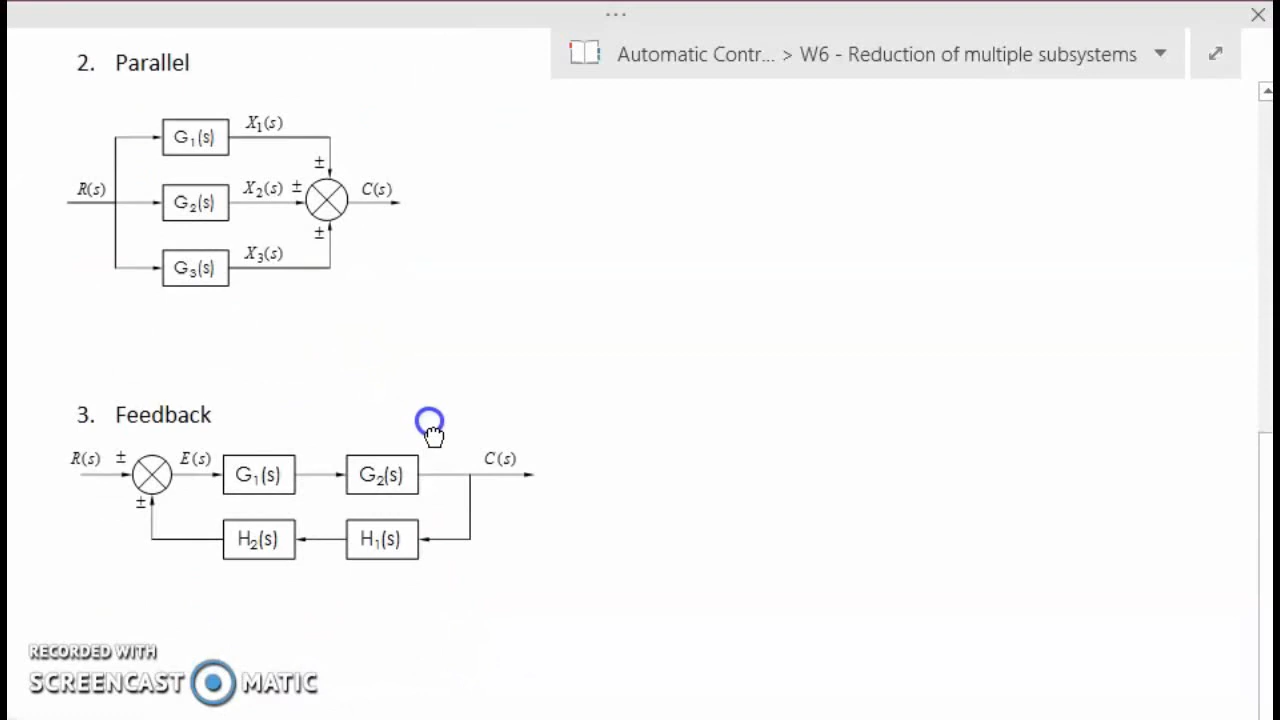 ...
Automatic Contr... > W6 - Reduction of multiple subsystems
2. Parallel
G₁(s) X₁(s)
±
R(s) G₂(s) X₂(s) ± C(s)
±
G₃(s) X₃(s)
3. Feedback
R(s) ± E(s) G₁(s) G₂(s) C(s)
±
H₂(s) H₁(s)
RECORDED WITH
SCREENCAST MATIC